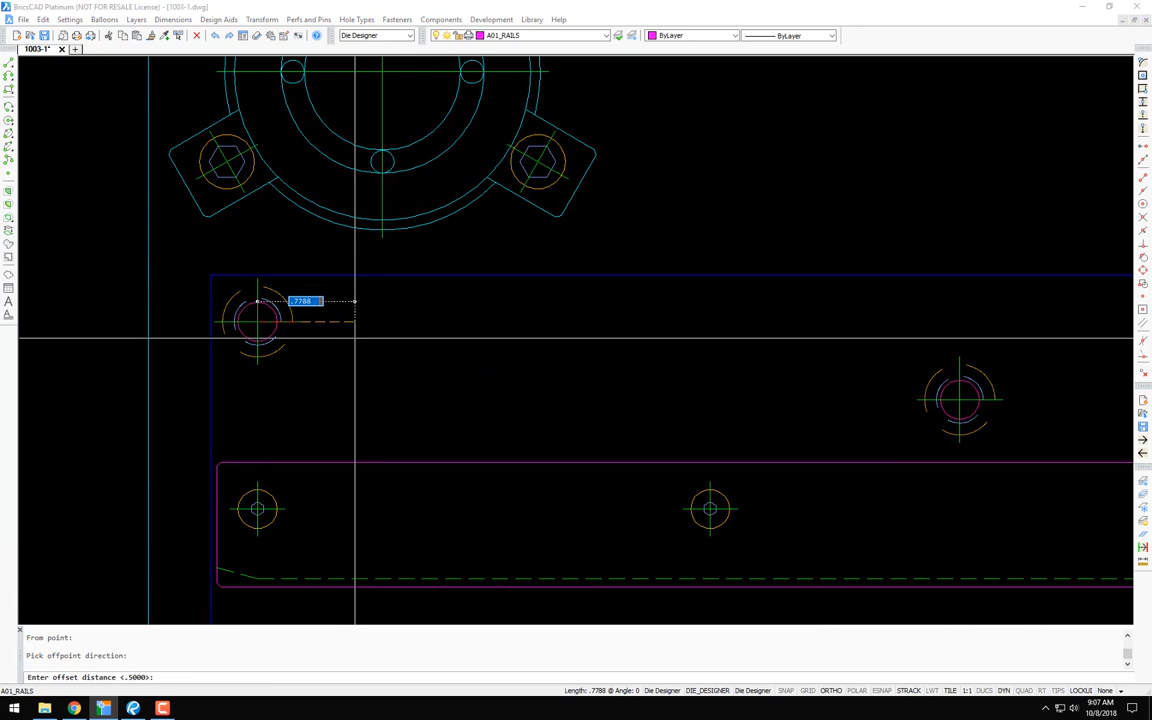 BricsCAD Platinum (NOT FOR RESALE License) - [1003-1.dwg]
File Edit Settings Balloons Layers Dimensions Design Aids Transform Perfs and Pins Hole Types Fasteners Components Development Library Help
Die Designer A01_RAILS ByLayer ByLayer
1003-1*
.7788
From point:
Pick offpoint direction:
Enter offset distance <.5000>:
A01_RAILS Length: .7788 @ Angle: 0 Die Designer DIE_DESIGNER Die Designer SNAP GRID ORTHO POLAR ESNAP STRACK LWT TILE 1:1 DUCS DYN QUAD RT TIPS LOCKUI None
9:07 AM
10/8/2018